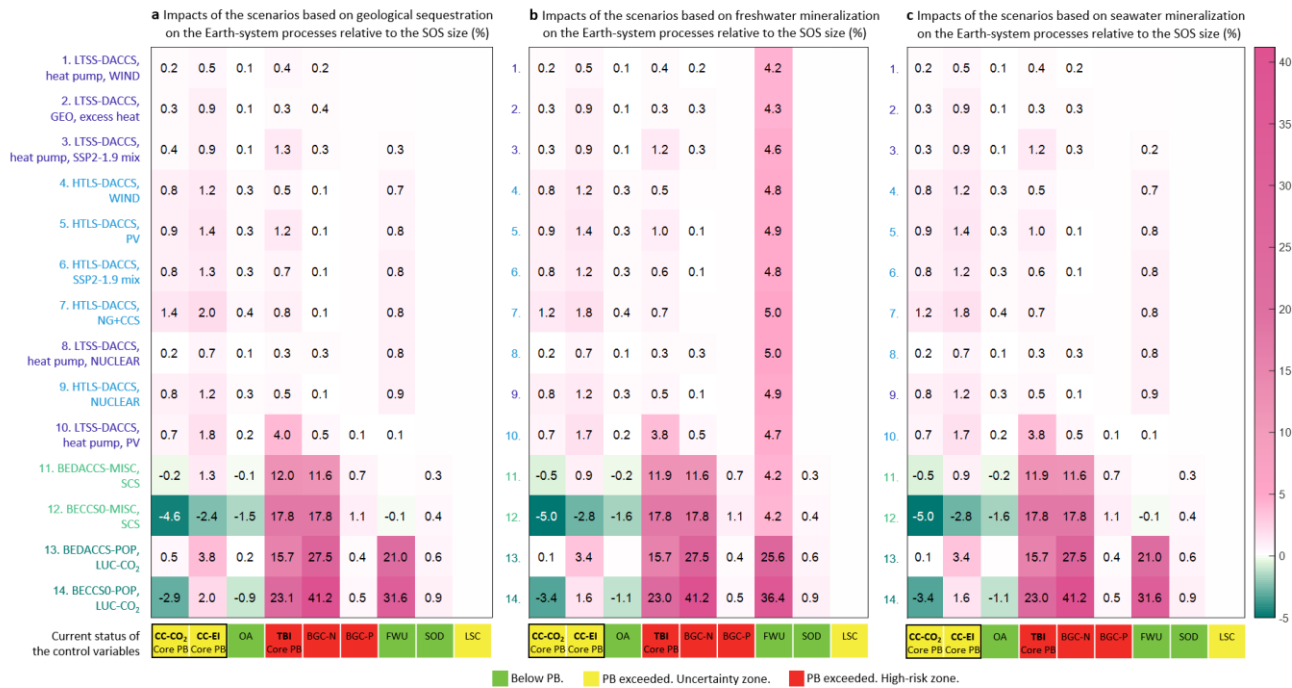 a Impacts of the scenarios based on geological sequestration
on the Earth-system processes relative to the SOS size (%)
b Impacts of the scenarios based on freshwater mineralization
on the Earth-system processes relative to the SOS size (%)
c Impacts of the scenarios based on seawater mineralization
on the Earth-system processes relative to the SOS size (%)
1. LTSS-DACCS,
heat pump, WIND
0.2 0.5 0.1 0.4 0.2
1. 0.2 0.5 0.1 0.4 0.2 4.2
1. 0.2 0.5 0.1 0.4 0.2
2. LTSS-DACCS,
GEO, excess heat
0.3 0.9 0.1 0.3 0.4
2. 0.3 0.9 0.1 0.3 0.3 4.3
2. 0.3 0.9 0.1 0.3 0.3
3. LTSS-DACCS,
heat pump, SSP2-1.9 mix
0.4 0.9 0.1 1.3 0.3 0.3
3. 0.3 0.9 0.1 1.2 0.3 4.6
3. 0.3 0.9 0.1 1.2 0.3 0.2
4. HTLS-DACCS,
WIND
0.8 1.2 0.3 0.5 0.1 0.7
4. 0.8 1.2 0.3 0.5 4.8
4. 0.8 1.2 0.3 0.5 0.7
5. HTLS-DACCS,
PV
0.9 1.4 0.3 1.2 0.1 0.8
5. 0.9 1.4 0.3 1.0 0.1 4.9
5. 0.9 1.4 0.3 1.0 0.1 0.8
6. HTLS-DACCS,
SSP2-1.9 mix
0.8 1.3 0.3 0.7 0.1 0.8
6. 0.8 1.2 0.3 0.6 0.1 4.8
6. 0.8 1.2 0.3 0.6 0.1 0.8
7. HTLS-DACCS,
NG+CCS
1.4 2.0 0.4 0.8 0.1 0.8
7. 1.2 1.8 0.4 0.7 5.0
7. 1.2 1.8 0.4 0.7 0.8
8. LTSS-DACCS,
heat pump, NUCLEAR
0.2 0.7 0.1 0.3 0.3 0.8
8. 0.2 0.7 0.1 0.3 0.3 5.0
8. 0.2 0.7 0.1 0.3 0.3 0.8
9. HTLS-DACCS,
NUCLEAR
0.8 1.2 0.3 0.5 0.1 0.9
9. 0.8 1.2 0.3 0.5 0.1 4.9
9. 0.8 1.2 0.3 0.5 0.1 0.9
10. LTSS-DACCS,
heat pump, PV
0.7 1.8 0.2 4.0 0.5 0.1 0.1
10. 0.7 1.7 0.2 3.8 0.5 4.7
10. 0.7 1.7 0.2 3.8 0.5 0.1 0.1
11. BEDACCS-MISC,
SCS
-0.2 1.3 -0.1 12.0 11.6 0.7 0.3
11. -0.5 0.9 -0.2 11.9 11.6 0.7 4.2 0.3
11. -0.5 0.9 -0.2 11.9 11.6 0.7 0.3
12. BECCS0-MISC,
SCS
-4.6 -2.4 -1.5 17.8 17.8 1.1 -0.1 0.4
12. -5.0 -2.8 -1.6 17.8 17.8 1.1 4.2 0.4
12. -5.0 -2.8 -1.6 17.8 17.8 1.1 -0.1 0.4
13. BEDACCS-POP,
LUC-CO₂
0.5 3.8 0.2 15.7 27.5 0.4 21.0 0.6
13. 0.1 3.4 15.7 27.5 0.4 25.6 0.6
13. 0.1 3.4 15.7 27.5 0.4 21.0 0.6
14. BECCS0-POP,
LUC-CO₂
-2.9 2.0 -0.9 23.1 41.2 0.5 31.6 0.9
14. -3.4 1.6 -1.1 23.0 41.2 0.5 36.4 0.9
14. -3.4 1.6 -1.1 23.0 41.2 0.5 31.6 0.9
Current status of
the control variables
CC-CO₂ CC-EI OA TBI BGC-N BGC-P FWU SOD LSC
Core PB Core PB Core PB
CC-CO₂ CC-EI OA TBI BGC-N BGC-P FWU SOD LSC
Core PB Core PB Core PB
CC-CO₂ CC-EI OA TBI BGC-N BGC-P FWU SOD LSC
Core PB Core PB Core PB
40
35
30
25
20
15
10
5
0
-5
Below PB. PB exceeded. Uncertainty zone. PB exceeded. High-risk zone.